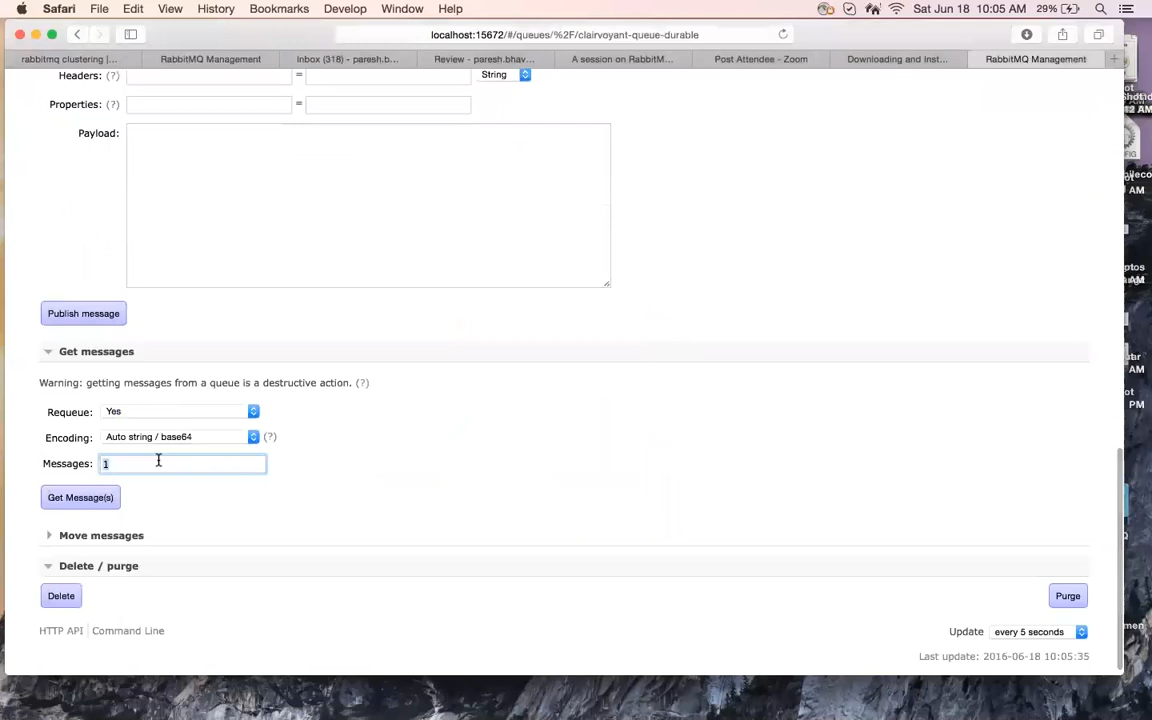 Safari File Edit View History Bookmarks Develop Window Help 29% Sat Jun 18 10:05 AM
localhost:15672/#/queues/%2F/clairvoyant-queue-durable
rabbitmq clustering |... RabbitMQ Management Inbox (318) - paresh.b... Review - paresh.bhav... A session on RabbitM... Post Attendee - Zoom Downloading and Inst... RabbitMQ Management
Headers: (?) = String
Properties: (?) =
Payload:
Publish message
Get messages
Warning: getting messages from a queue is a destructive action. (?)
Requeue: Yes
Encoding: Auto string / base64 (?)
Messages: 1
Get Message(s)
Move messages
Delete / purge
Delete Purge
HTTP API Command Line
Update every 5 seconds
Last update: 2016-06-18 10:05:35